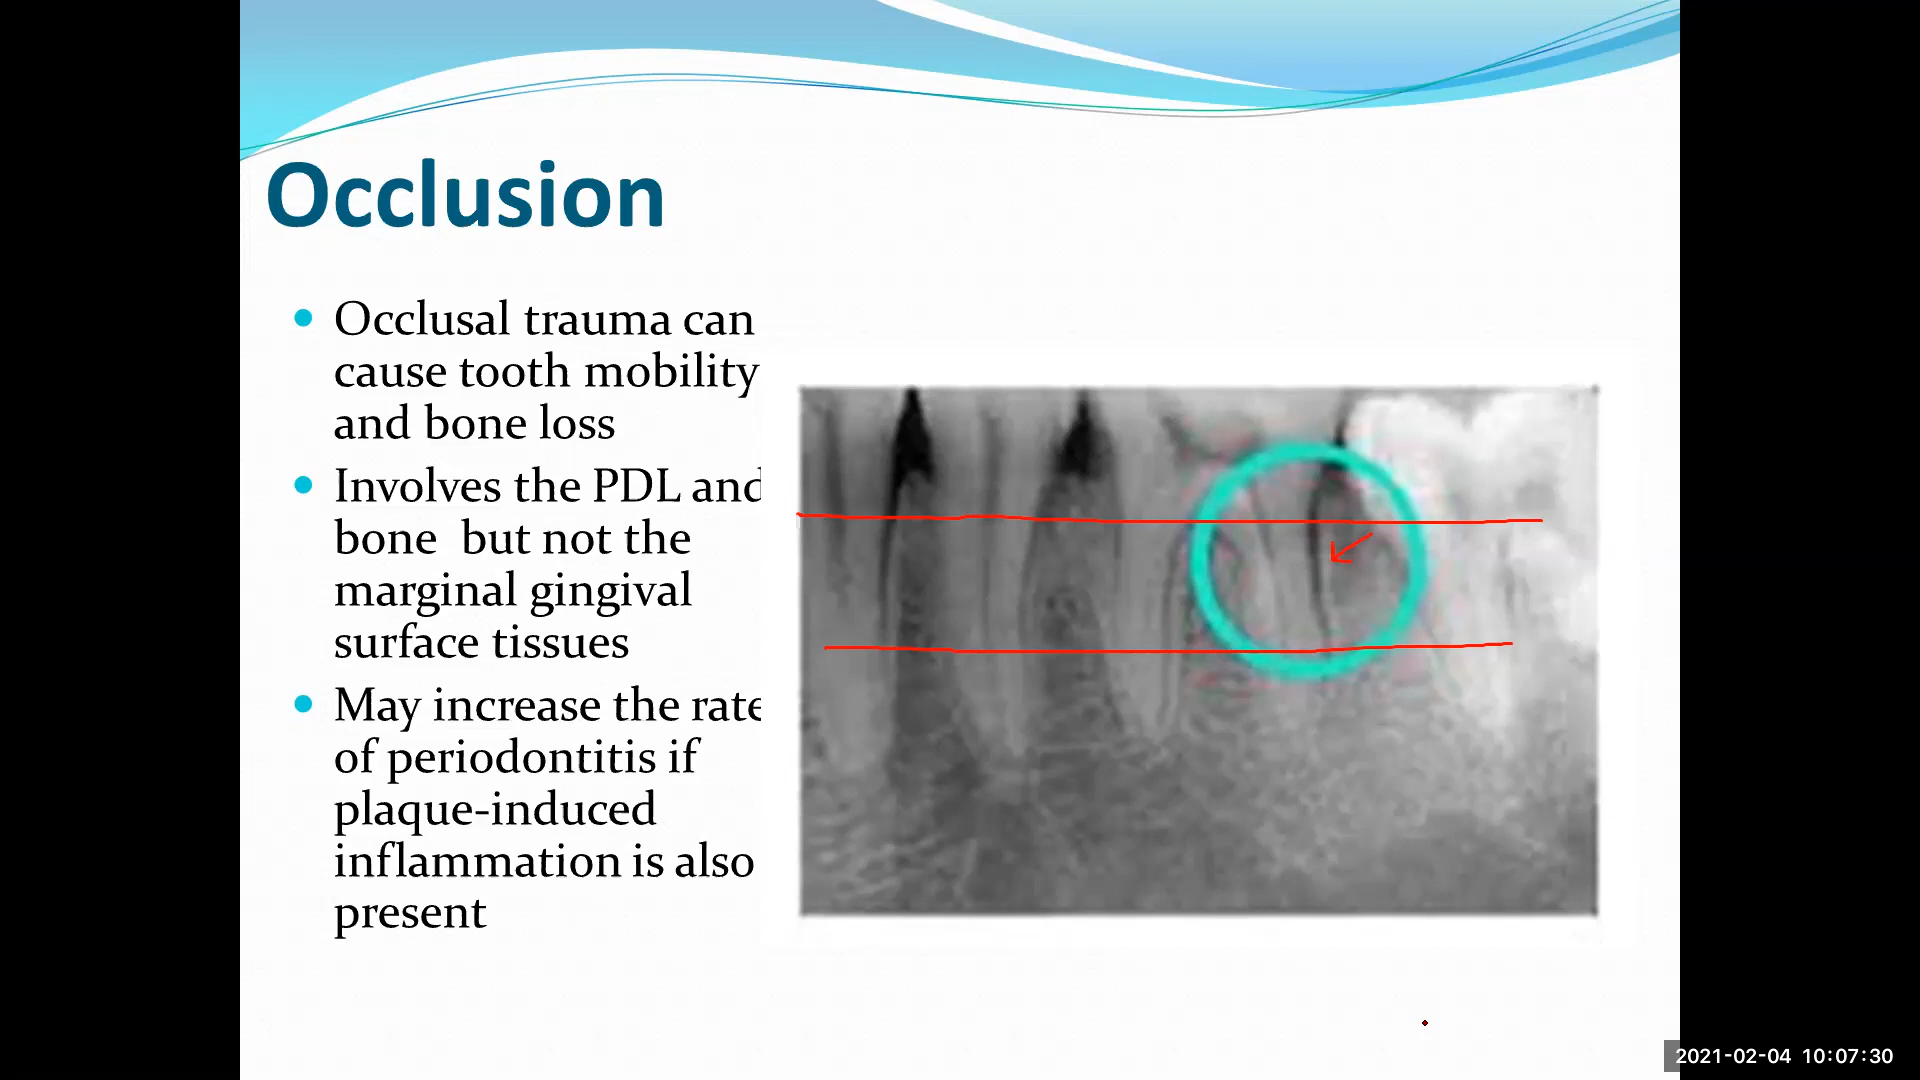 Occlusion
• Occlusal trauma can
cause tooth mobility
and bone loss
• Involves the PDL and
bone  but not the
marginal gingival
surface tissues
• May increase the rate
of periodontitis if
plaque-induced
inflammation is also
present
2021-02-04 10:07:30